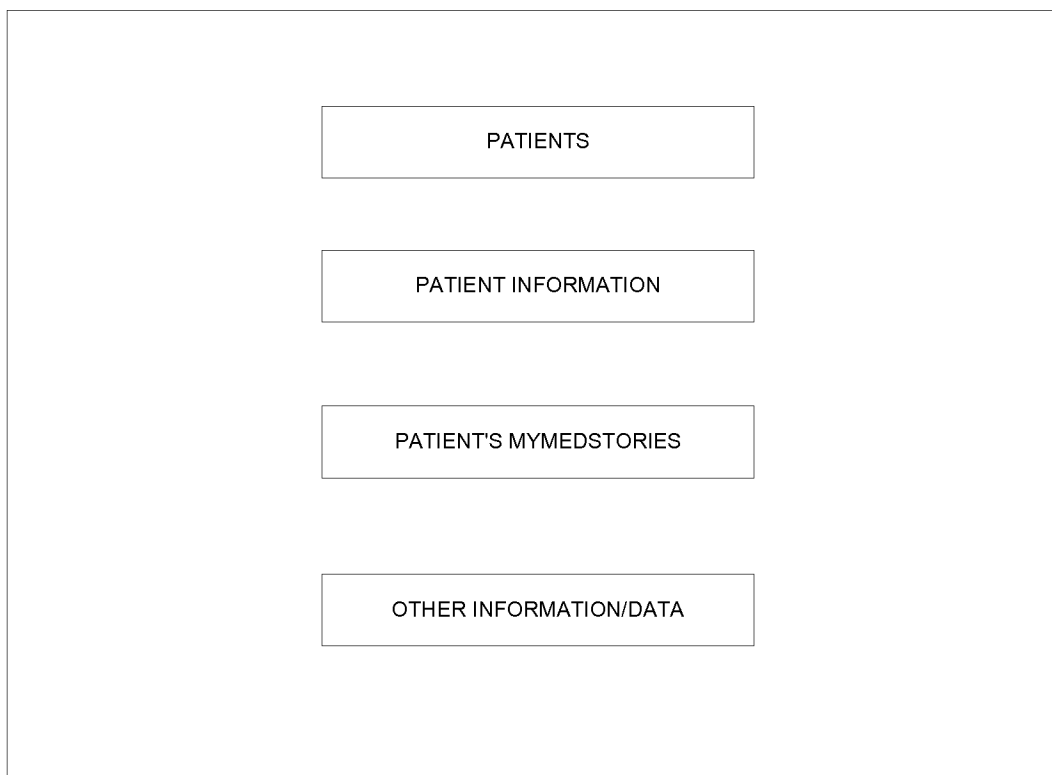 PATIENTS
PATIENT INFORMATION
PATIENT'S MYMEDSTORIES
OTHER INFORMATION/DATA